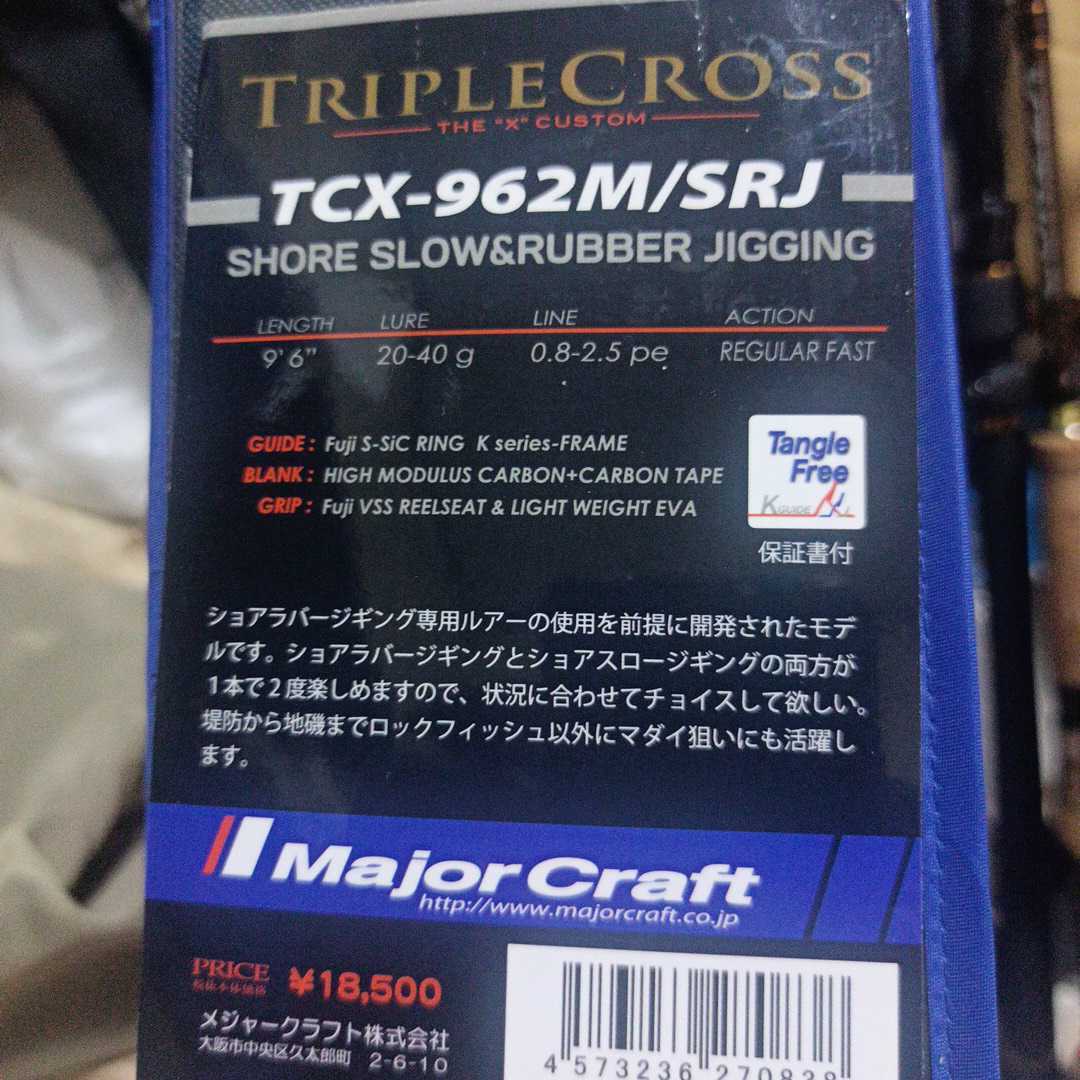 TRIPLECROSS
THE "X" CUSTOM
TCX-962M/SRJ
SHORE SLOW&RUBBER JIGGING
LENGTH LURE LINE ACTION
9'6" 20-40 g 0.8-2.5 pe REGULAR FAST
GUIDE : Fuji S-SiC RING K series-FRAME
BLANK : HIGH MODULUS CARBON+CARBON TAPE
GRIP : Fuji VSS REELSEAT & LIGHT WEIGHT EVA
Tangle
Free
K GUIDE
保証書付
ショアラバージギング専用ルアーの使用を前提に開発されたモデ
ルです。ショアラバージギングとショアスロージギングの両方が
1本で2度楽しめますので、状況に合わせてチョイスして欲しい。
堤防から地磯までロックフィッシュ以外にマダイ狙いにも活躍し
ます。
Major Craft
http://www.majorcraft.co.jp
PRICE ¥18,500
税抜本体価格
メジャークラフト株式会社
大阪市中央区久太郎町 2-6-10
4 573236 270838